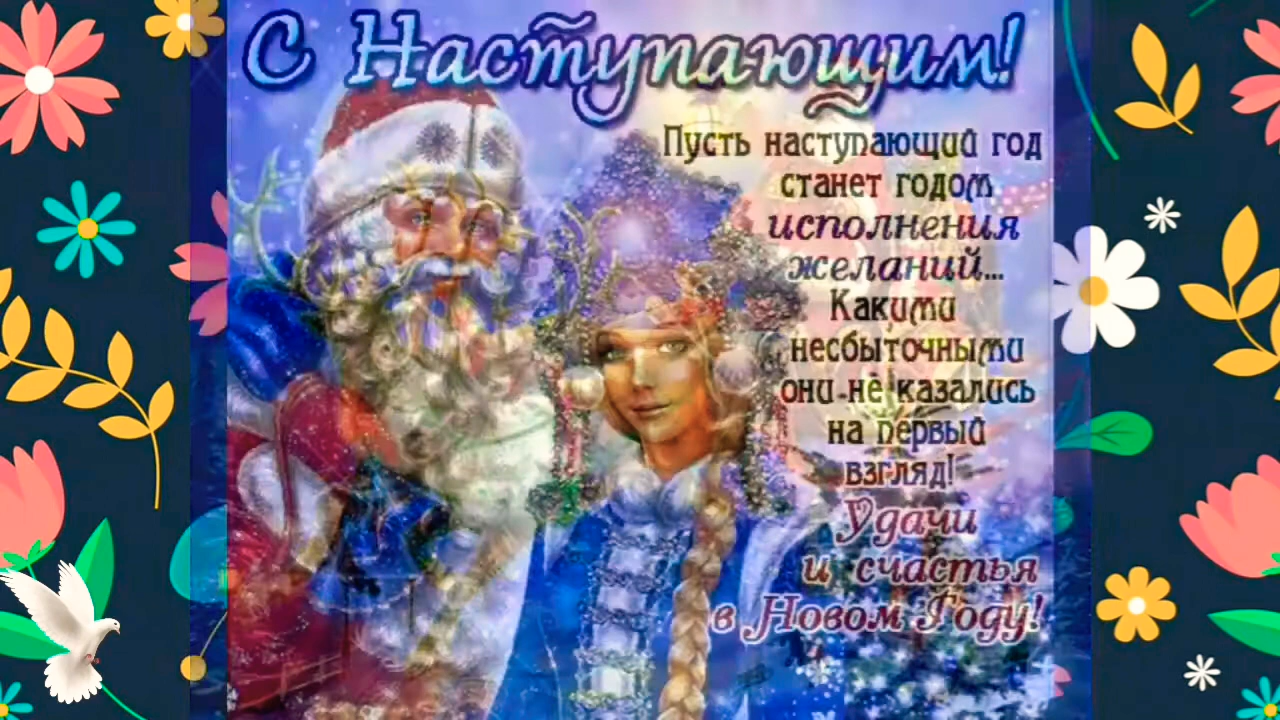 С Наступающим!
Пусть наступающий год
станет годом
исполнения
желаний...
Какими
несбыточными
они не казались
на первый
взгляд!
Удачи
и счастья
в Новом Году!